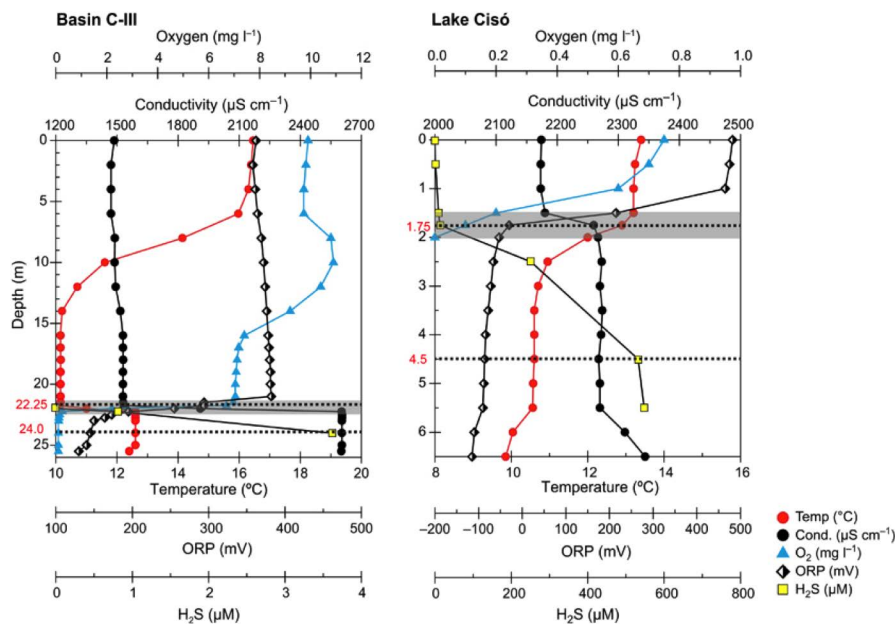 Basin C-III
Oxygen (mg l⁻¹)
0 2 4 6 8 10 12
Conductivity (µS cm⁻¹)
1200 1500 1800 2100 2400 2700
Depth (m)
0
5
10
15
20
22.25
24.0
25
10 12 14 16 18 20
Temperature (ºC)
100 200 300 400 500
ORP (mV)
0 1 2 3 4
H₂S (µM)
Lake Cisó
Oxygen (mg l⁻¹)
0.0 0.2 0.4 0.6 0.8 1.0
Conductivity (µS cm⁻¹)
2000 2100 2200 2300 2400 2500
0
1
1.75
2
3
4
4.5
5
6
8 10 12 14 16
Temperature (ºC)
−200 −100 0 100 200 300 400 500
ORP (mV)
0 200 400 600 800
H₂S (µM)
Temp (°C)
Cond. (µS cm⁻¹)
O₂ (mg l⁻¹)
ORP (mV)
H₂S (µM)